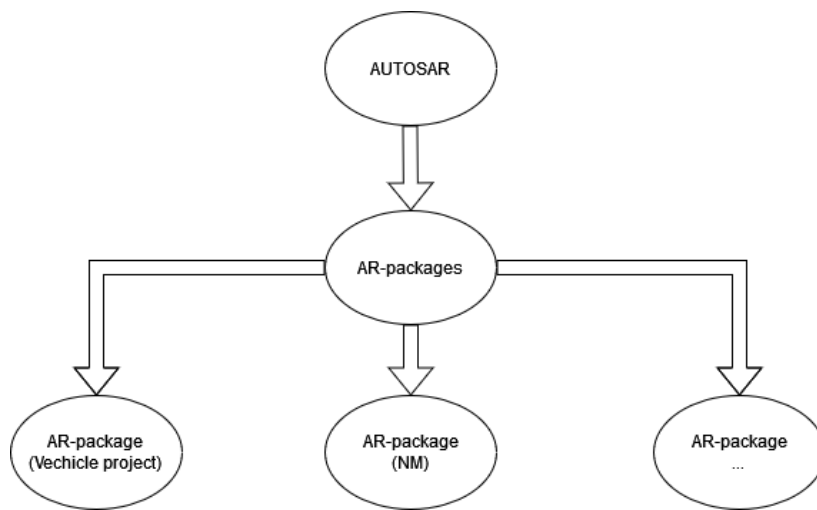 AUTOSAR
AR-packages
AR-package
(Vechicle project)
AR-package
(NM)
AR-package
...